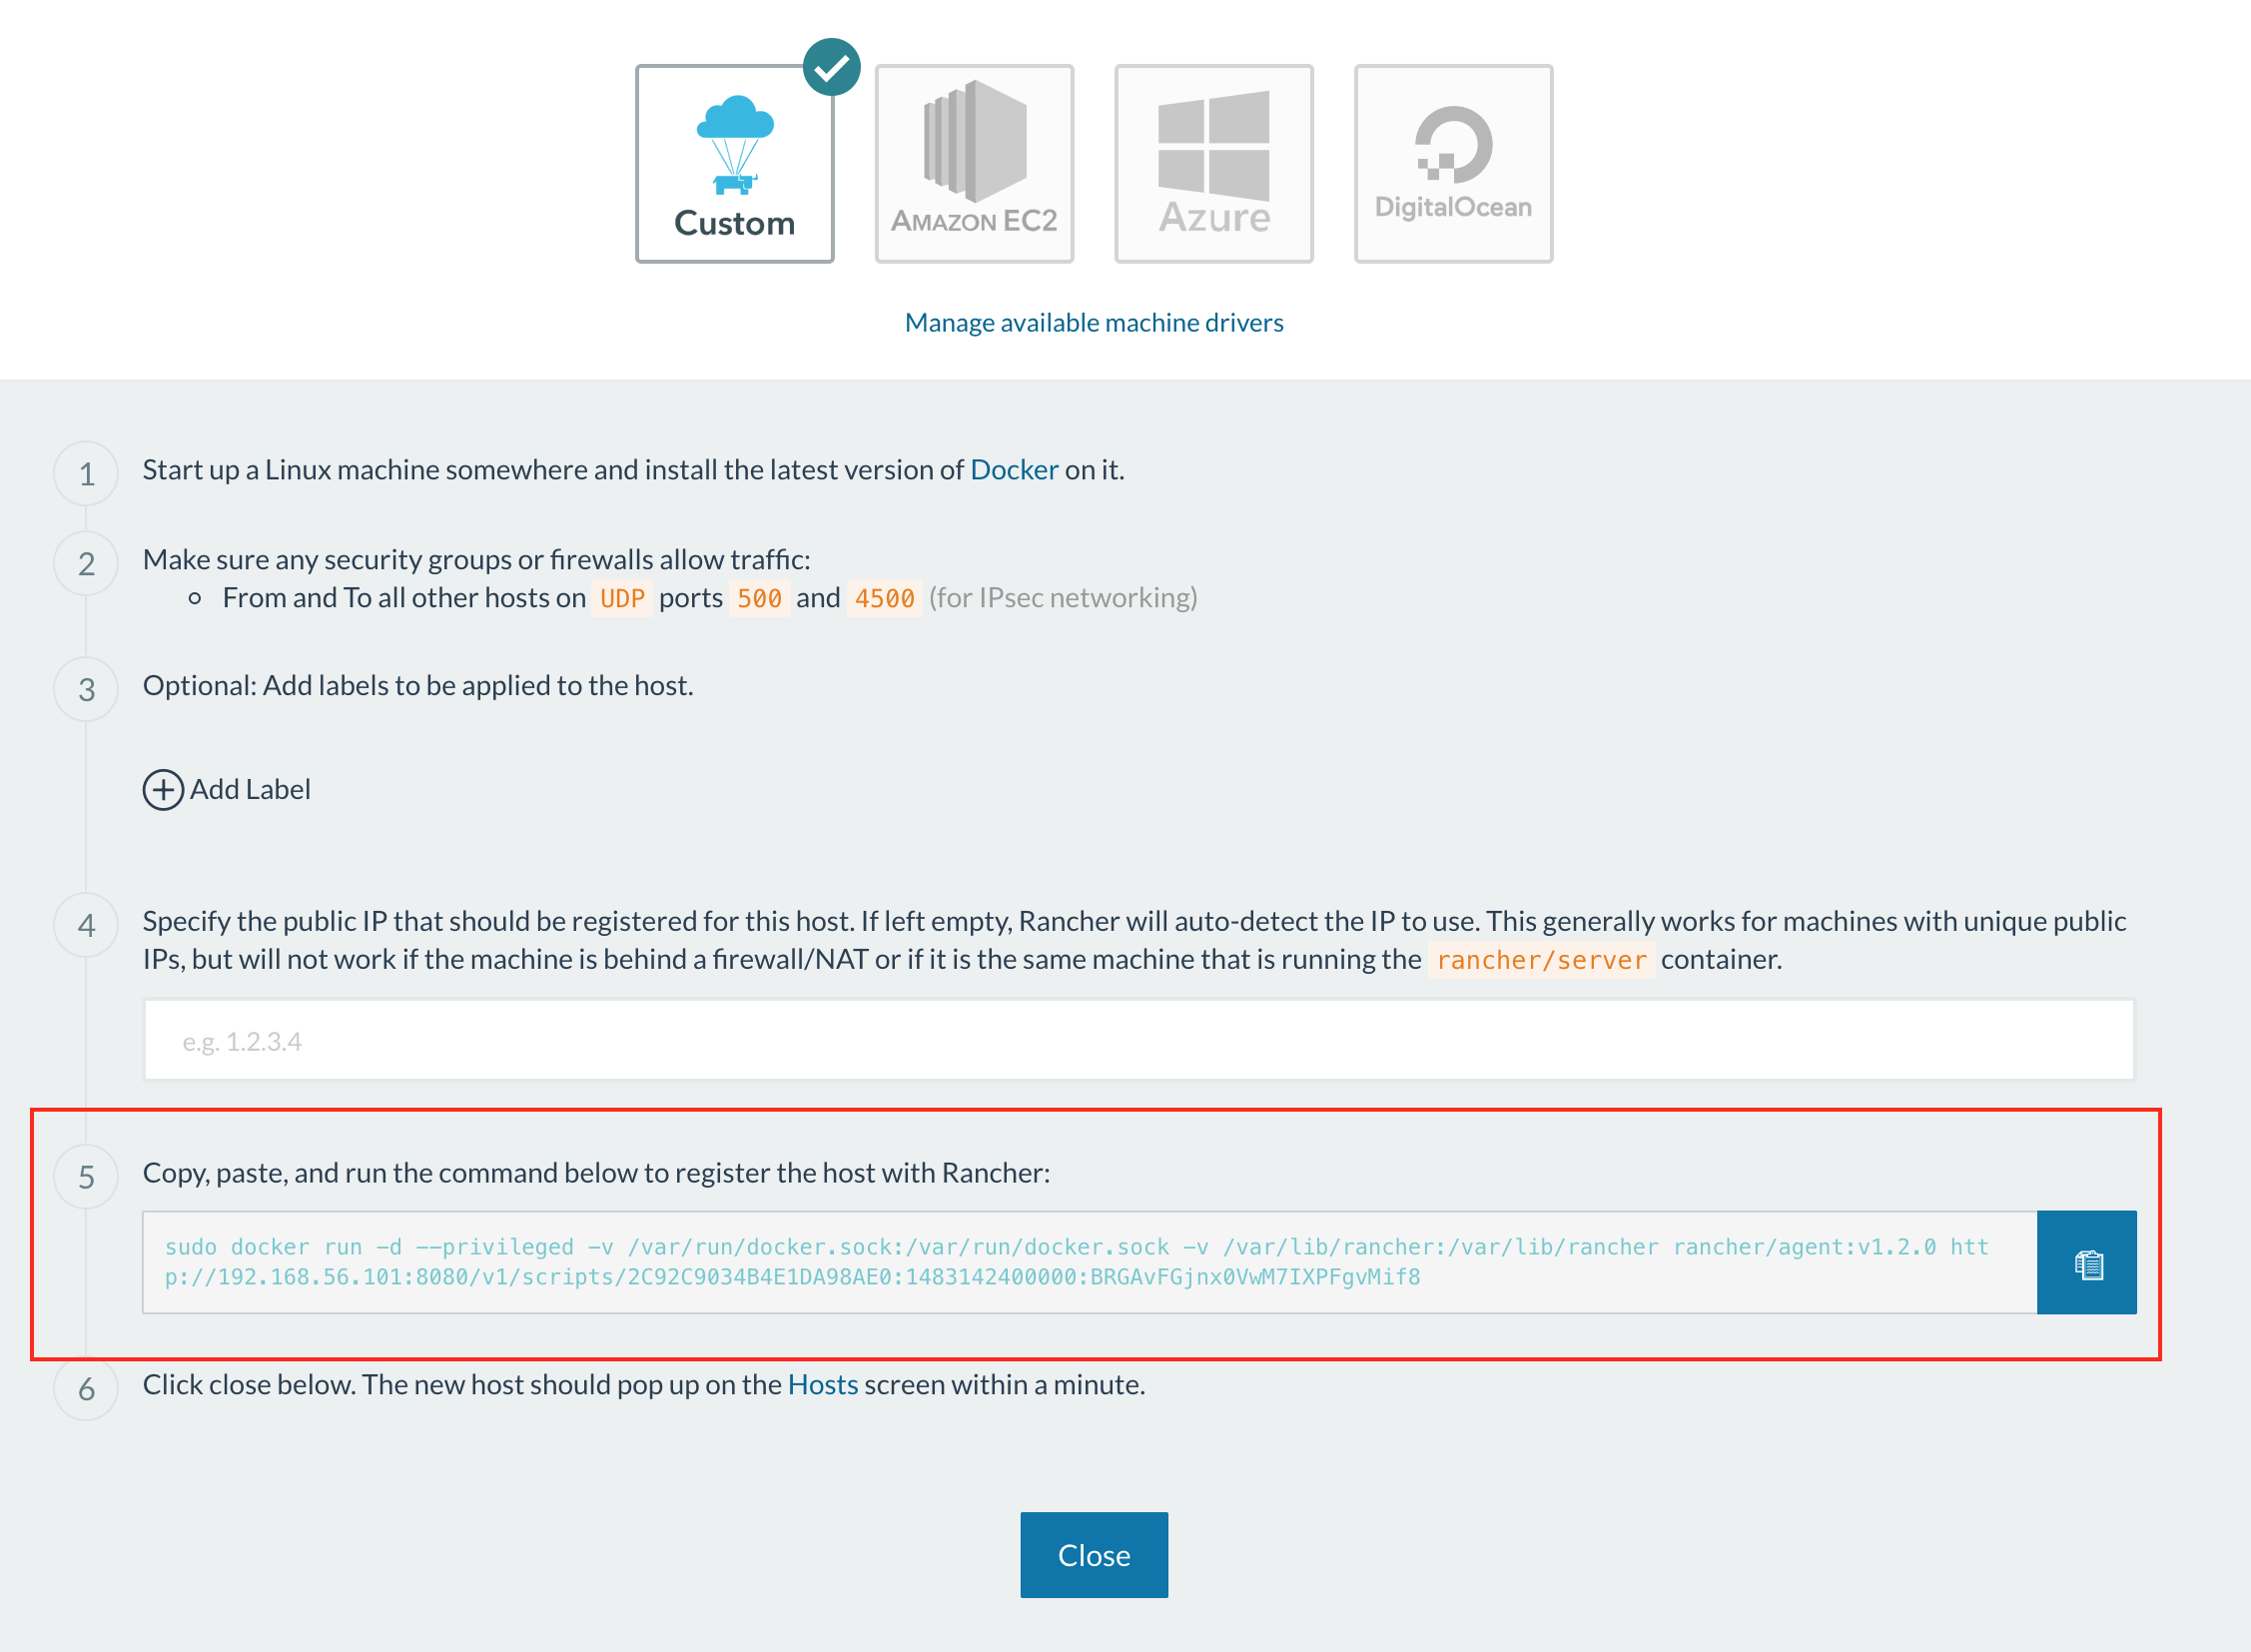 Custom
AMAZON EC2
Azure
DigitalOcean
Manage available machine drivers
1
Start up a Linux machine somewhere and install the latest version of Docker on it.
2
Make sure any security groups or firewalls allow traffic:
From and To all other hosts on UDP ports 500 and 4500 (for IPsec networking)
3
Optional: Add labels to be applied to the host.
Add Label
4
Specify the public IP that should be registered for this host. If left empty, Rancher will auto-detect the IP to use. This generally works for machines with unique public
IPs, but will not work if the machine is behind a firewall/NAT or if it is the same machine that is running the rancher/server container.
e.g. 1.2.3.4
5
Copy, paste, and run the command below to register the host with Rancher:
sudo docker run -d --privileged -v /var/run/docker.sock:/var/run/docker.sock -v /var/lib/rancher:/var/lib/rancher rancher/agent:v1.2.0 htt
p://192.168.56.101:8080/v1/scripts/2C92C9034B4E1DA98AE0:1483142400000:BRGAvFGjnx0VwM7IXPFgvMif8
6
Click close below. The new host should pop up on the Hosts screen within a minute.
Close